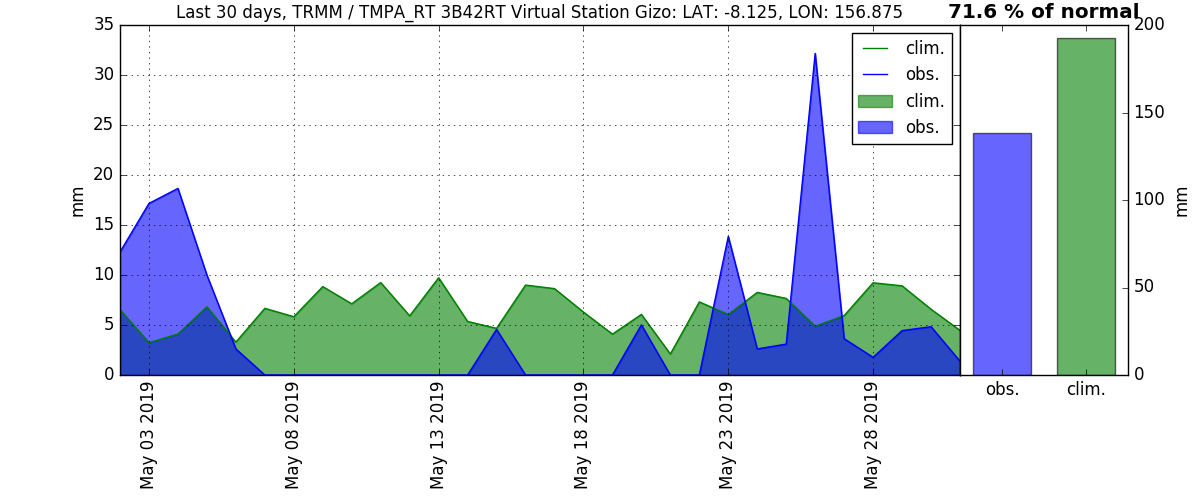 Last 30 days, TRMM / TMPA_RT 3B42RT Virtual Station Gizo: LAT: -8.125, LON: 156.875
71.6 % of normal
35
30
25
20
15
10
5
0
mm
clim.
obs.
clim.
obs.
200
150
100
50
0
mm
May 03 2019
May 08 2019
May 13 2019
May 18 2019
May 23 2019
May 28 2019
obs.
clim.